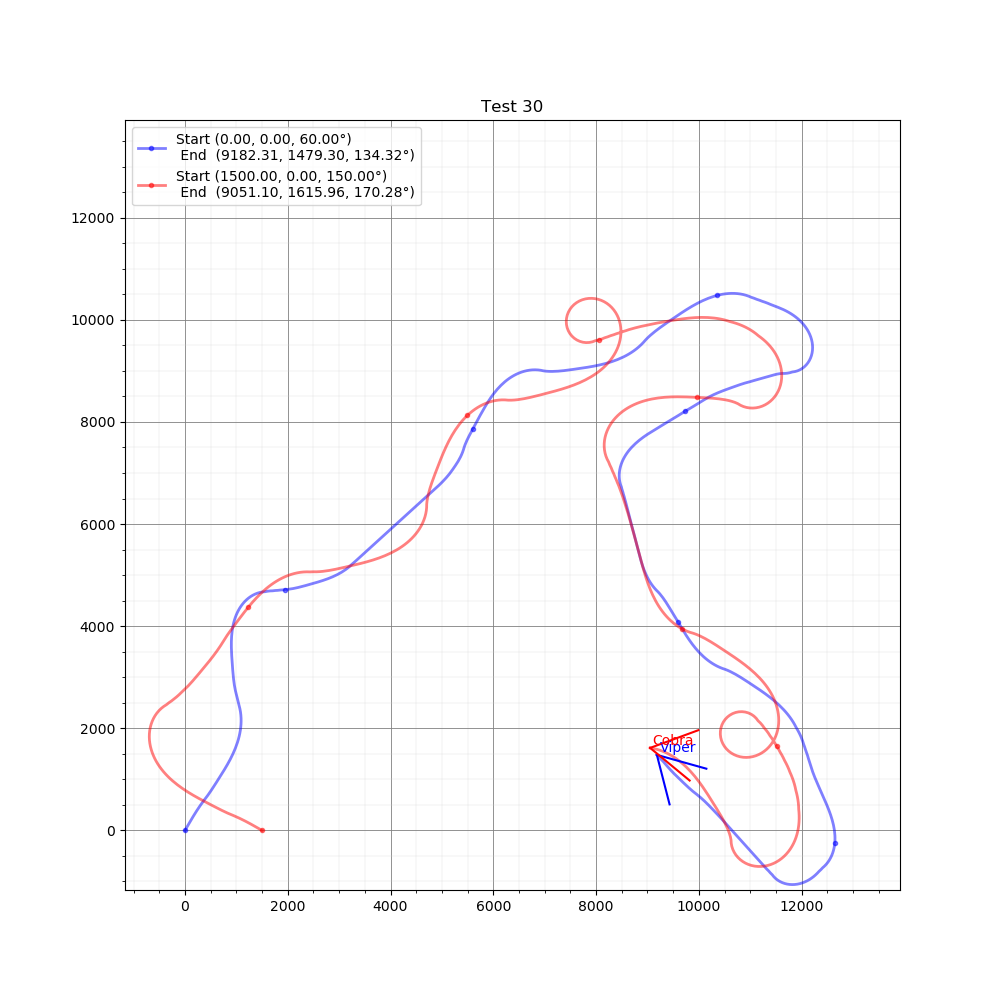 Test 30
Start (0.00, 0.00, 60.00°)
End  (9182.31, 1479.30, 134.32°)
Start (1500.00, 0.00, 150.00°)
End  (9051.10, 1615.96, 170.28°)
12000
10000
8000
6000
4000
2000
0
Cobra
Viper
0 2000 4000 6000 8000 10000 12000